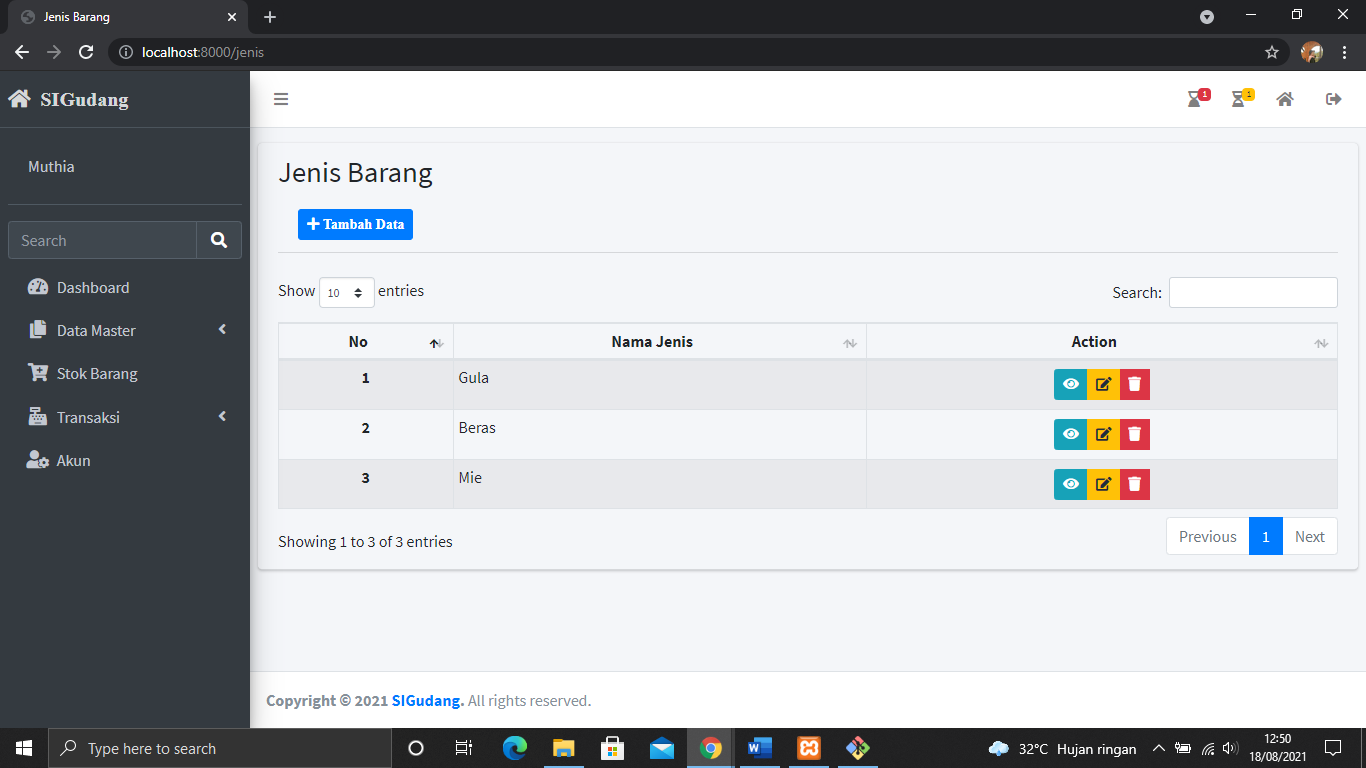 Jenis Barang
localhost:8000/jenis
SIGudang
1 1
Muthia
Search
Dashboard
Data Master
Stok Barang
Transaksi
Akun
Jenis Barang
Tambah Data
Show 10 entries
Search:
No Nama Jenis Action
1 Gula
2 Beras
3 Mie
Showing 1 to 3 of 3 entries
Previous 1 Next
Copyright © 2021 SIGudang. All rights reserved.
Type here to search
32°C Hujan ringan
12:50
18/08/2021